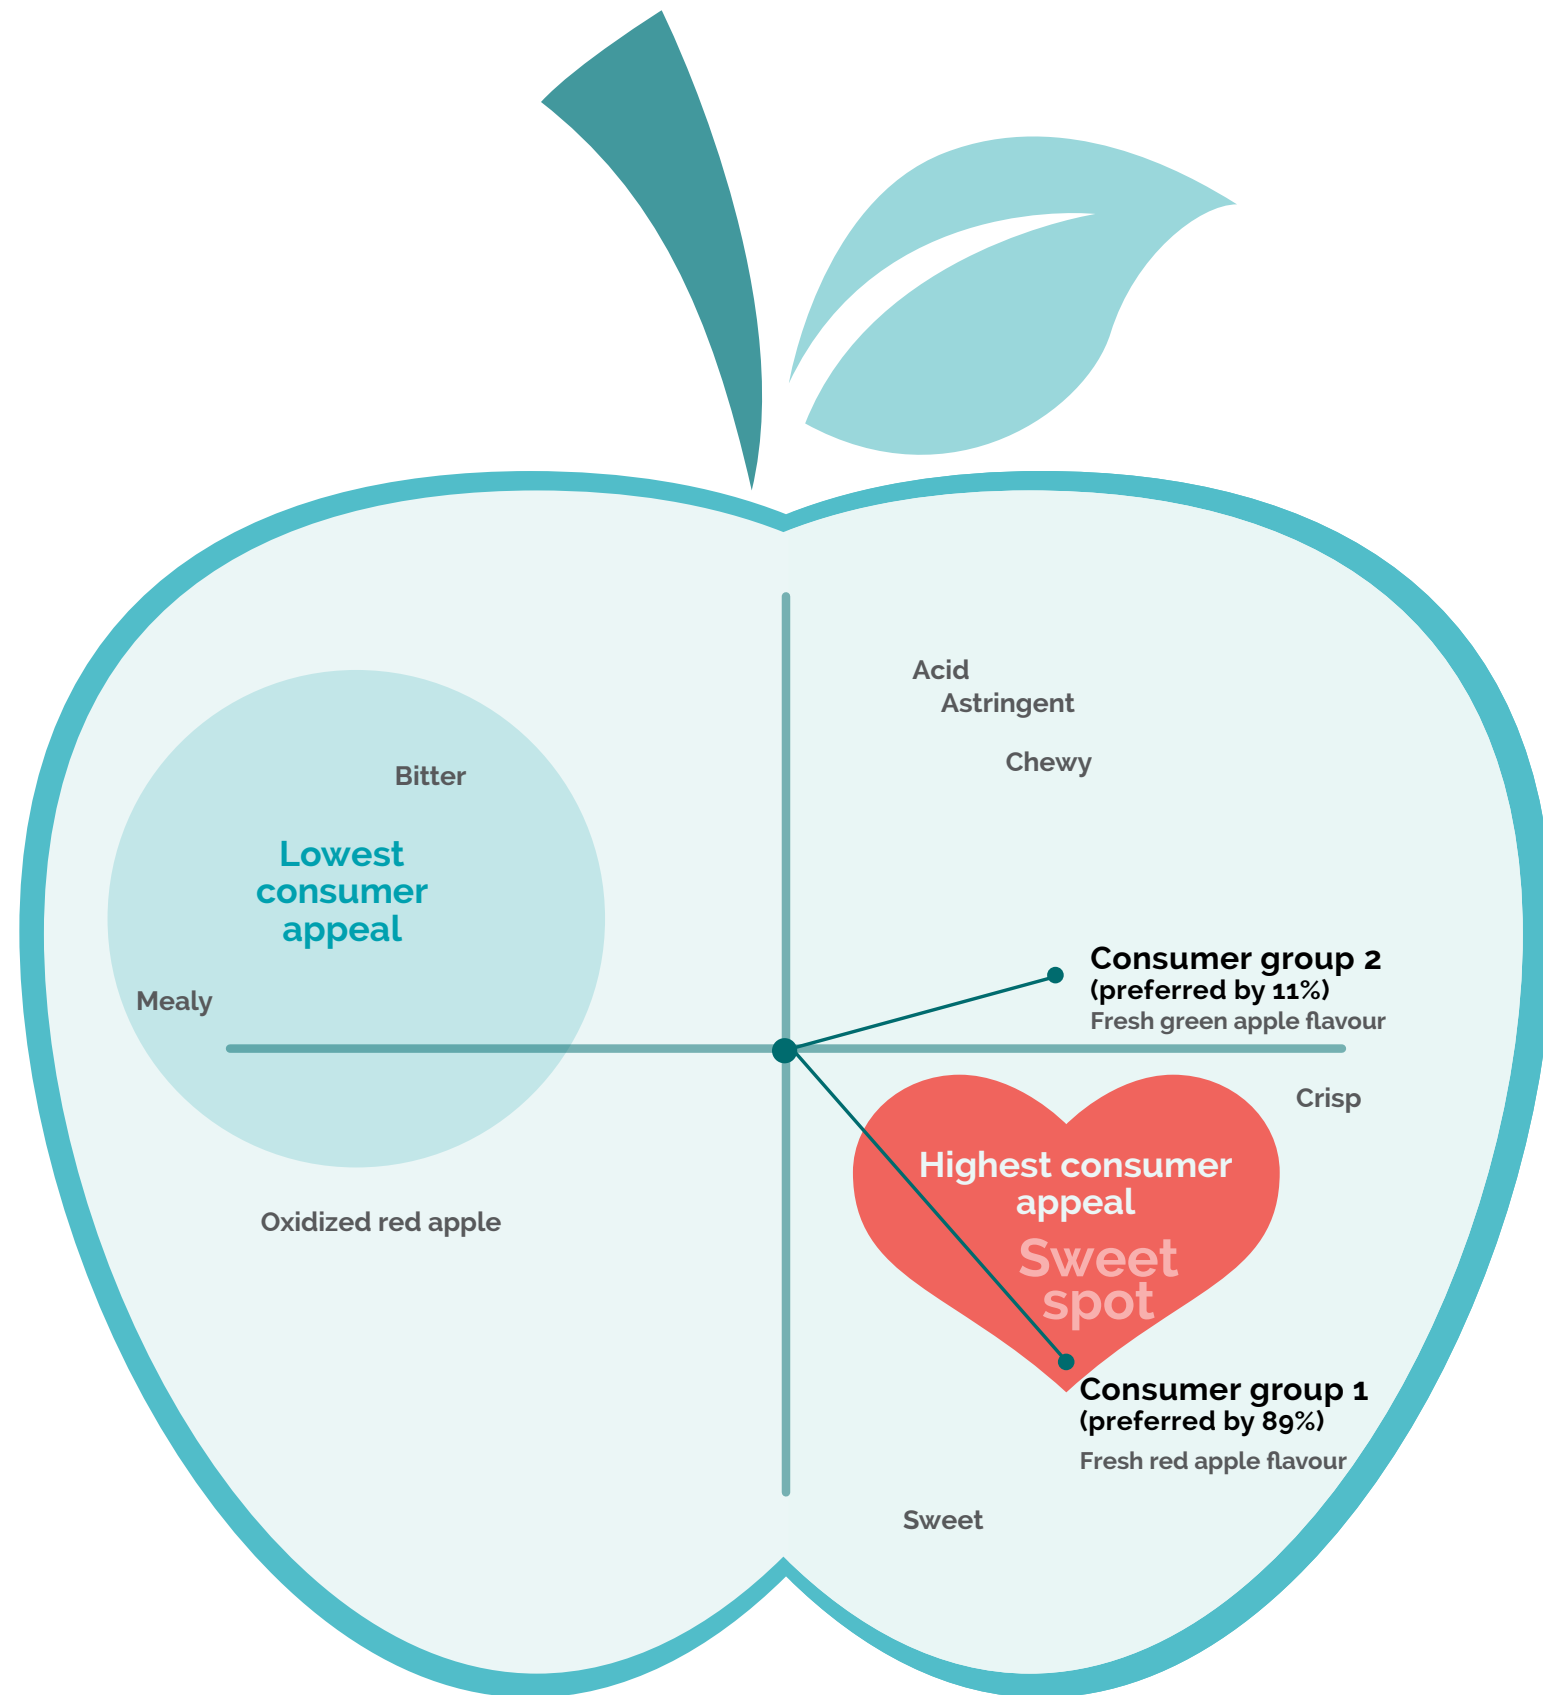 Acid
Astringent
Chewy
Bitter
Lowest
consumer
appeal
Mealy
Consumer group 2
(preferred by 11%)
Fresh green apple flavour
Crisp
Highest consumer
appeal
Sweet
spot
Oxidized red apple
Consumer group 1
(preferred by 89%)
Fresh red apple flavour
Sweet